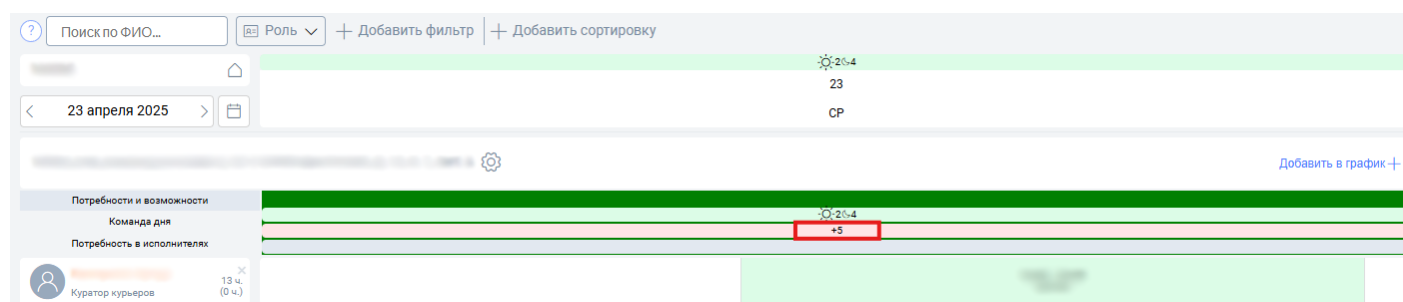 ? Поиск по ФИО... Роль + Добавить фильтр + Добавить сортировку
2 4
23 апреля 2025
23
СР
Добавить в график +
Потребности и возможности
Команда дня
2 4
Потребность в исполнителях
+5
13 ч.
Куратор курьеров
(0 ч.)